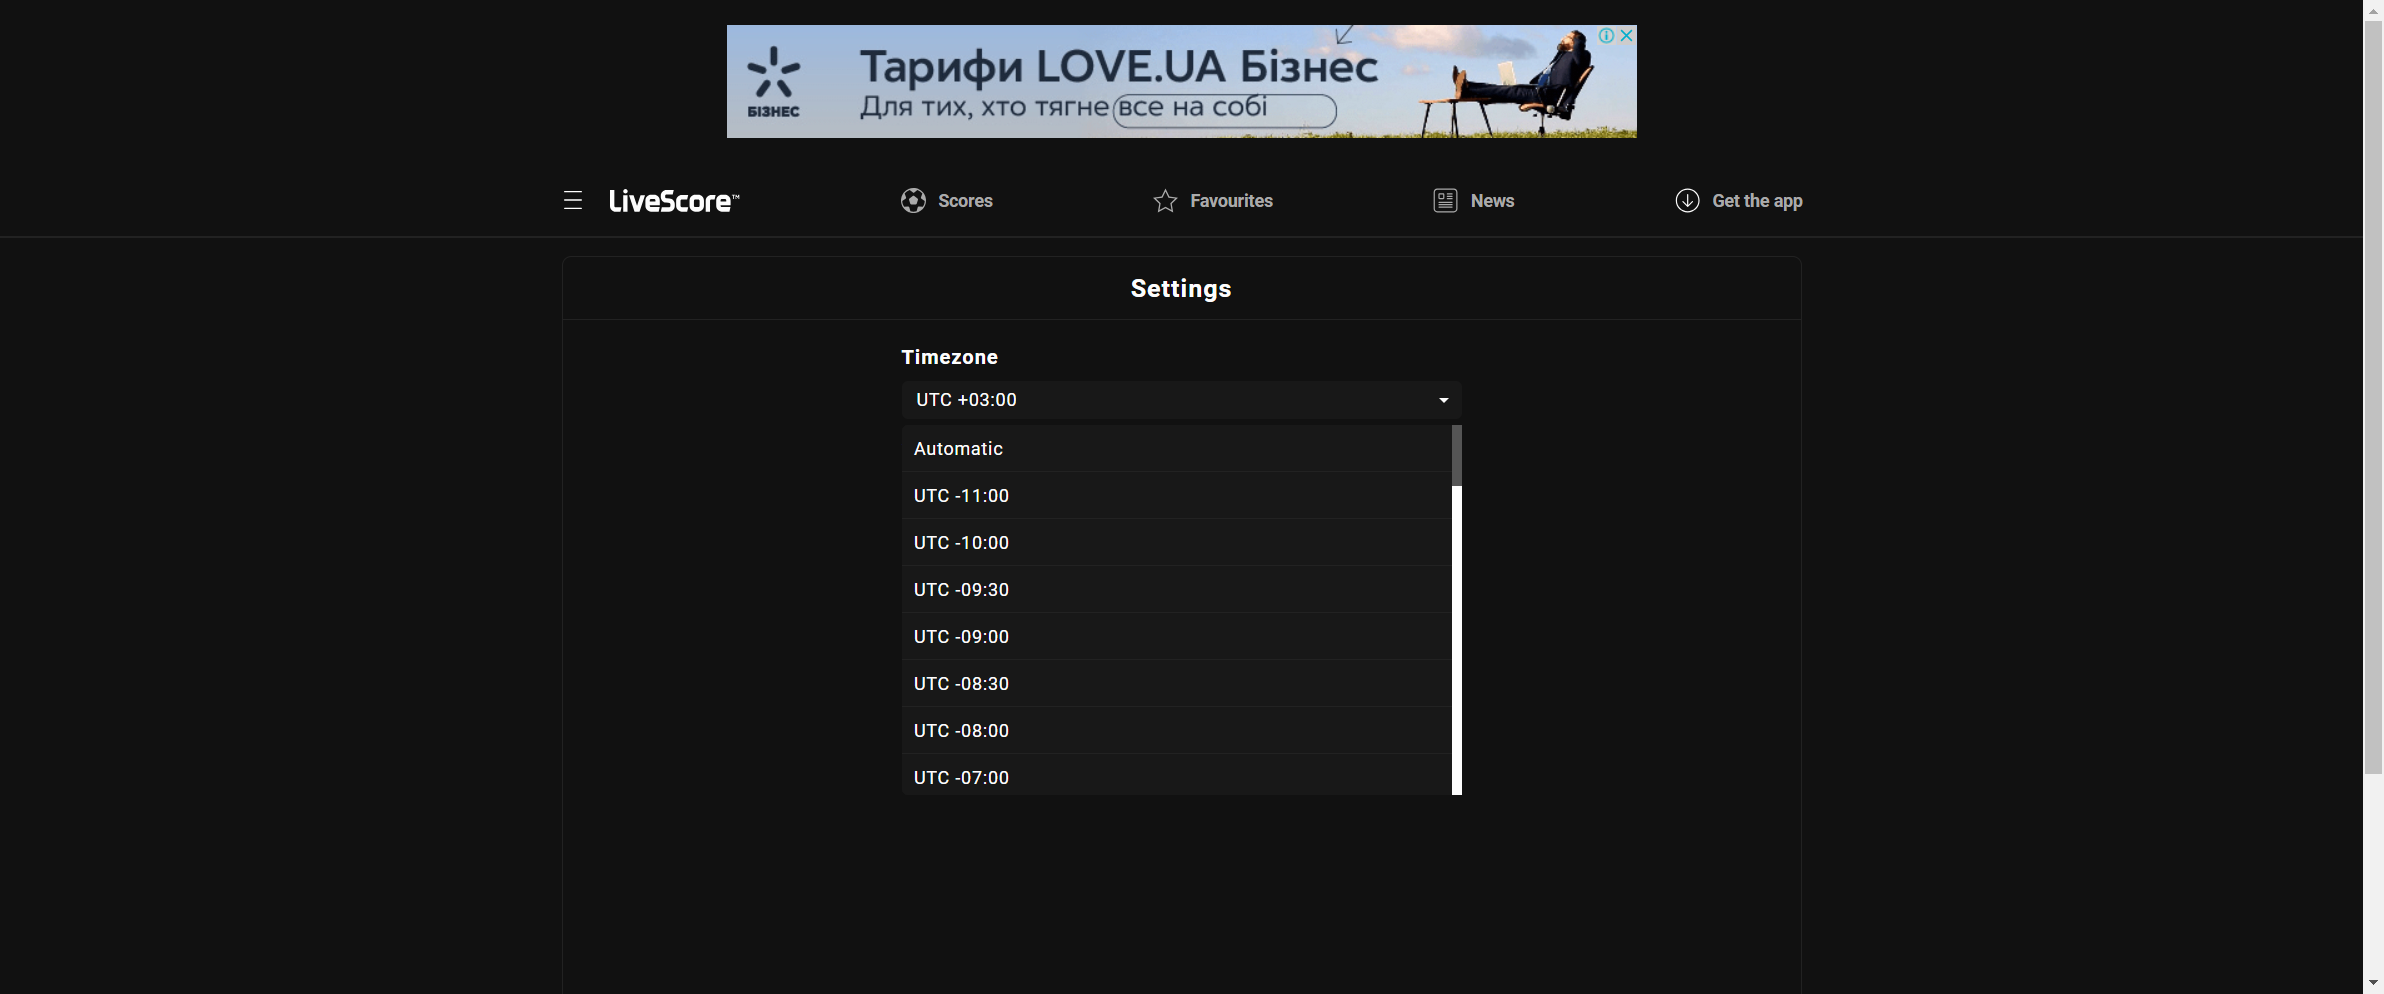 Тарифи LOVE.UA Бізнес
Для тих, хто тягне все на собі
БІЗНЕС
LiveScore™
Scores
Favourites
News
Get the app
Settings
Timezone
UTC +03:00
Automatic
UTC -11:00
UTC -10:00
UTC -09:30
UTC -09:00
UTC -08:30
UTC -08:00
UTC -07:00